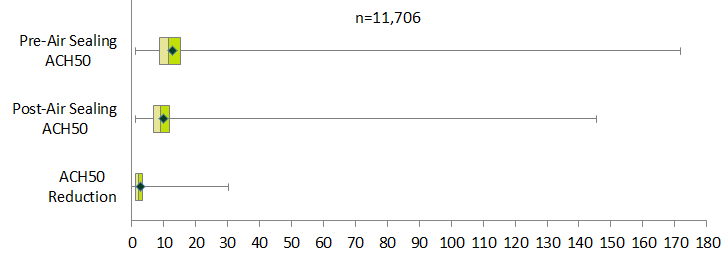 n=11,706
Pre-Air Sealing
ACH50
Post-Air Sealing
ACH50
ACH50
Reduction
0 10 20 30 40 50 60 70 80 90 100 110 120 130 140 150 160 170 180